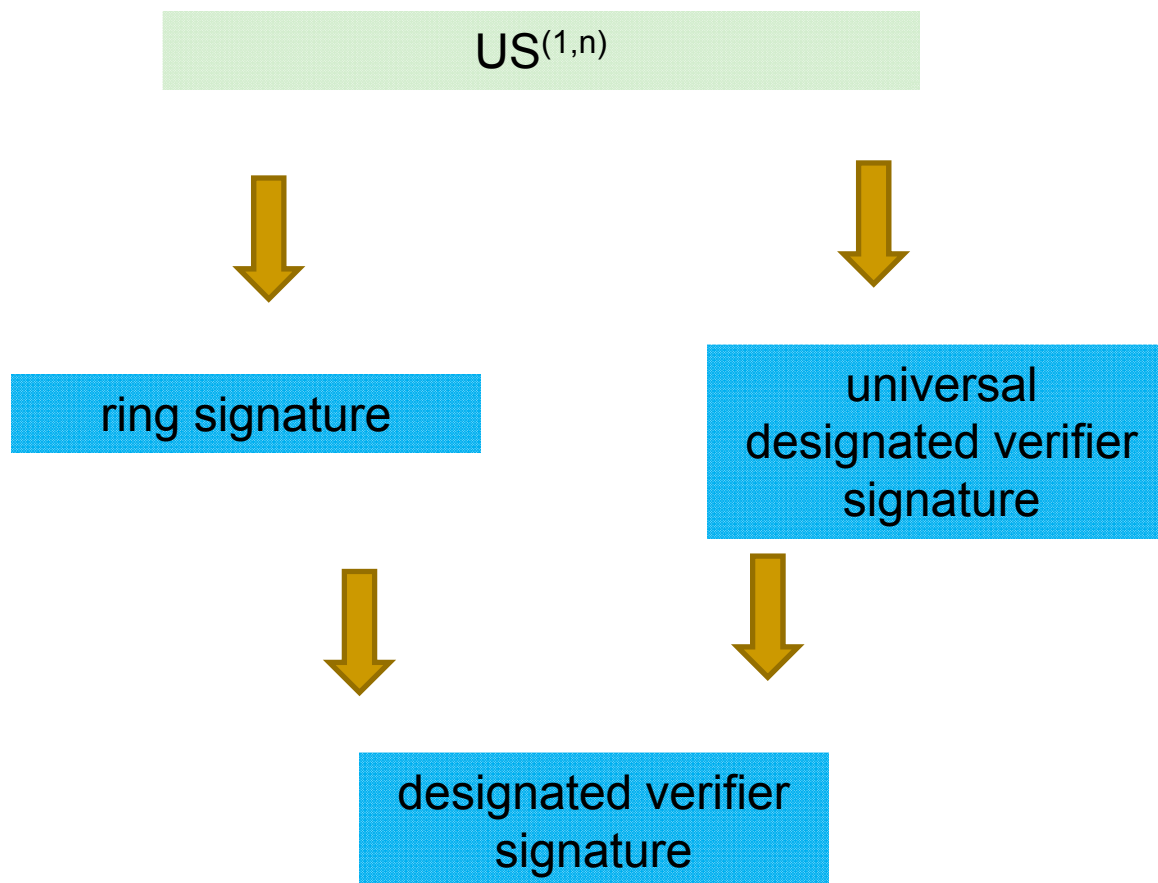 US(1,n)
ring signature
universal
designated verifier
signature
designated verifier
signature